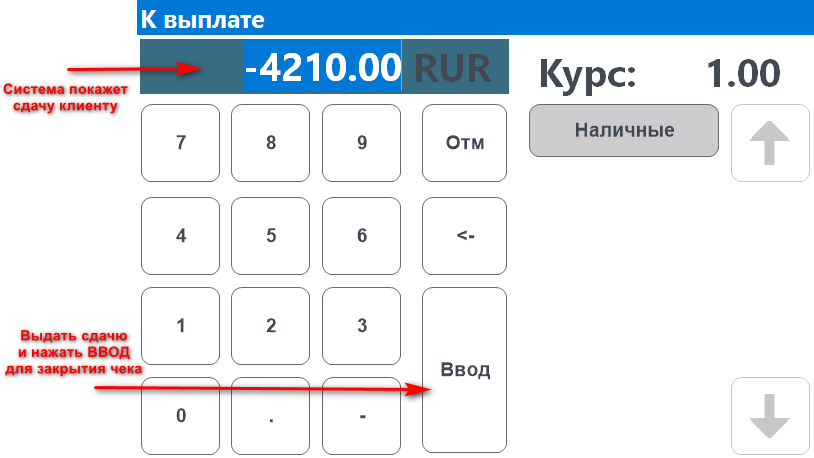 К выплате
-4210.00 RUR
Курс: 1.00
Система покажет
сдачу клиенту
Наличные
7 8 9 Отм
4 5 6 <-
1 2 3
Выдать сдачю
и нажать ВВОД
для закрытия чека
Ввод
0 . -